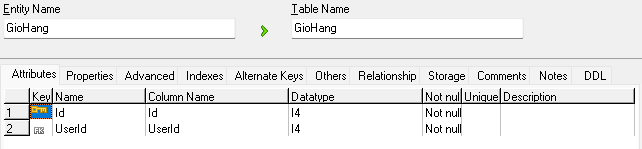 Entity Name
Table Name
GioHang
GioHang
Attributes Properties Advanced Indexes Alternate Keys Others Relationship Storage Comments Notes DDL
Key Name Column Name Datatype Not nul Unique Description
1 Id Id I4 Not null
2 UserId UserId I4 Not null